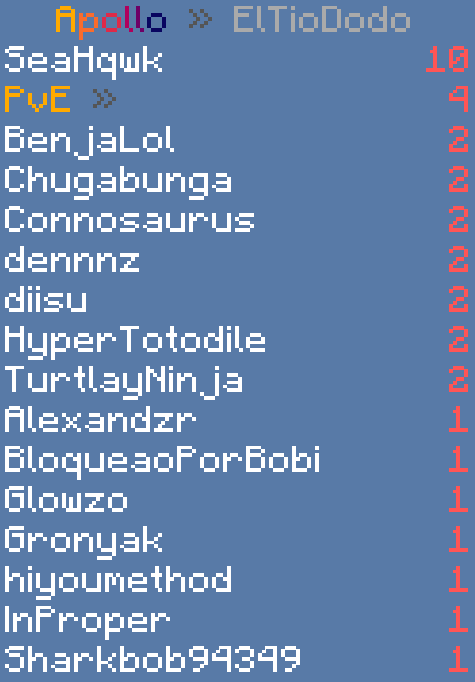 Apollo » ElTioDodo
SeaHqwk 10
PvE » 4
BenjaLol 2
Chugabunga 2
Connosaurus 2
dennnz 2
diisu 2
HyperTotodile 2
TurtlayNinja 2
Alexandzr 1
BloqueaoPorBobi 1
Glowzo 1
Gronyak 1
hiyoumethod 1
InProper 1
Sharkbob94349 1